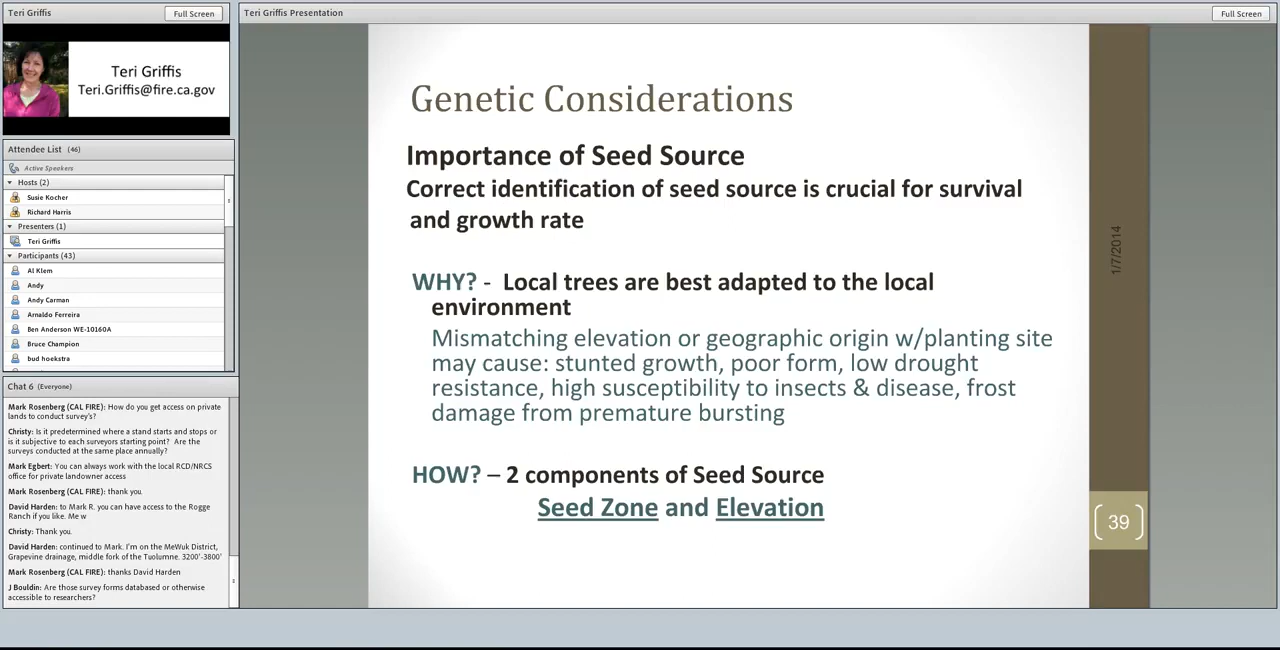 Teri Griffis
Full Screen
Teri Griffis
Teri.Griffis@fire.ca.gov
Attendee List (46)
Active Speakers
Hosts (2)
Susie Kocher
Richard Harris
Presenters (1)
Teri Griffis
Participants (43)
Al Klem
Andy
Andy Carman
Arnaldo Ferreira
Ben Anderson WE-10160A
Bruce Champion
bud hoekstra
Chat 6 (Everyone)
Mark Rosenberg (CAL FIRE): How do you get access on private
lands to conduct survey's?
Christy: Is it predetermined where a stand starts and stops or
is it subjective to each surveyors starting point? Are the
surveys conducted at the same place annually?
Mark Egbert: You can always work with the local RCD/NRCS
office for private landowner access
Mark Rosenberg (CAL FIRE): thank you.
David Harden: to Mark R. you can have access to the Rogge
Ranch if you like. Me w
Christy: Thank you.
David Harden: continued to Mark. I'm on the MeWuk District,
Grapevine drainage, middle fork of the Tuolumne. 3200'-3800'
Mark Rosenberg (CAL FIRE): thanks David Harden
J Bouldin: Are those survey forms databased or otherwise
accessible to researchers?
Teri Griffis Presentation
Full Screen
Genetic Considerations
Importance of Seed Source
Correct identification of seed source is crucial for survival
and growth rate
WHY? - Local trees are best adapted to the local
environment
Mismatching elevation or geographic origin w/planting site
may cause: stunted growth, poor form, low drought
resistance, high susceptibility to insects & disease, frost
damage from premature bursting
HOW? – 2 components of Seed Source
Seed Zone and Elevation
1/7/2014
39